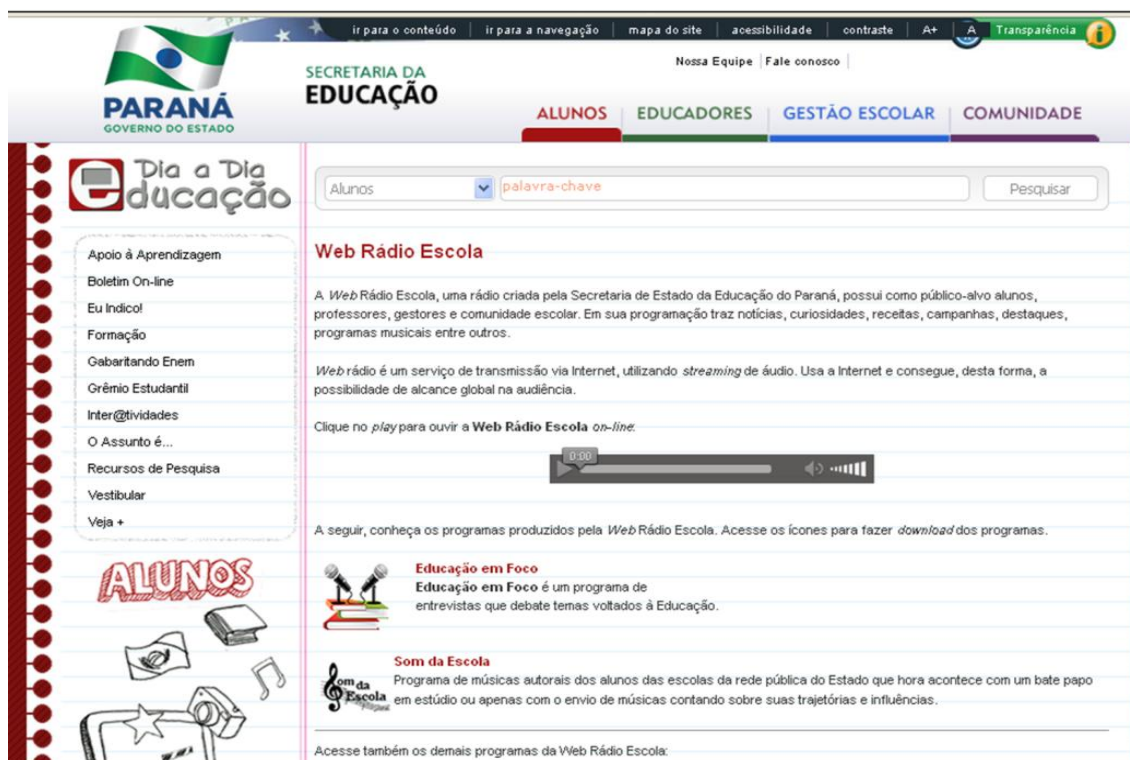 ir para o conteúdo | ir para a navegação | mapa do site | acessibilidade | contraste | A+ | A Transparência
Nossa Equipe | Fale conosco |
PARANÁ
GOVERNO DO ESTADO
SECRETARIA DA
EDUCAÇÃO
ALUNOS EDUCADORES GESTÃO ESCOLAR COMUNIDADE
Dia a Dia
educação
Alunos palavra-chave Pesquisar
Apoio à Aprendizagem
Boletim On-line
Eu Indico!
Formação
Gabaritando Enem
Grêmio Estudantil
Inter@tividades
O Assunto é...
Recursos de Pesquisa
Vestibular
Veja +
ALUNOS
Web Rádio Escola
A Web Rádio Escola, uma rádio criada pela Secretaria de Estado da Educação do Paraná, possui como público-alvo alunos,
professores, gestores e comunidade escolar. Em sua programação traz notícias, curiosidades, receitas, campanhas, destaques,
programas musicais entre outros.
Web rádio é um serviço de transmissão via Internet, utilizando streaming de áudio. Usa a Internet e consegue, desta forma, a
possibilidade de alcance global na audiência.
Clique no play para ouvir a Web Rádio Escola on-line:
0:00
A seguir, conheça os programas produzidos pela Web Rádio Escola. Acesse os ícones para fazer download dos programas.
Educação em Foco
Educação em Foco é um programa de
entrevistas que debate temas voltados à Educação.
Som da Escola
Som da
Escola
Programa de músicas autorais dos alunos das escolas da rede pública do Estado que hora acontece com um bate papo
em estúdio ou apenas com o envio de músicas contando sobre suas trajetórias e influências.
Acesse também os demais programas da Web Rádio Escola: